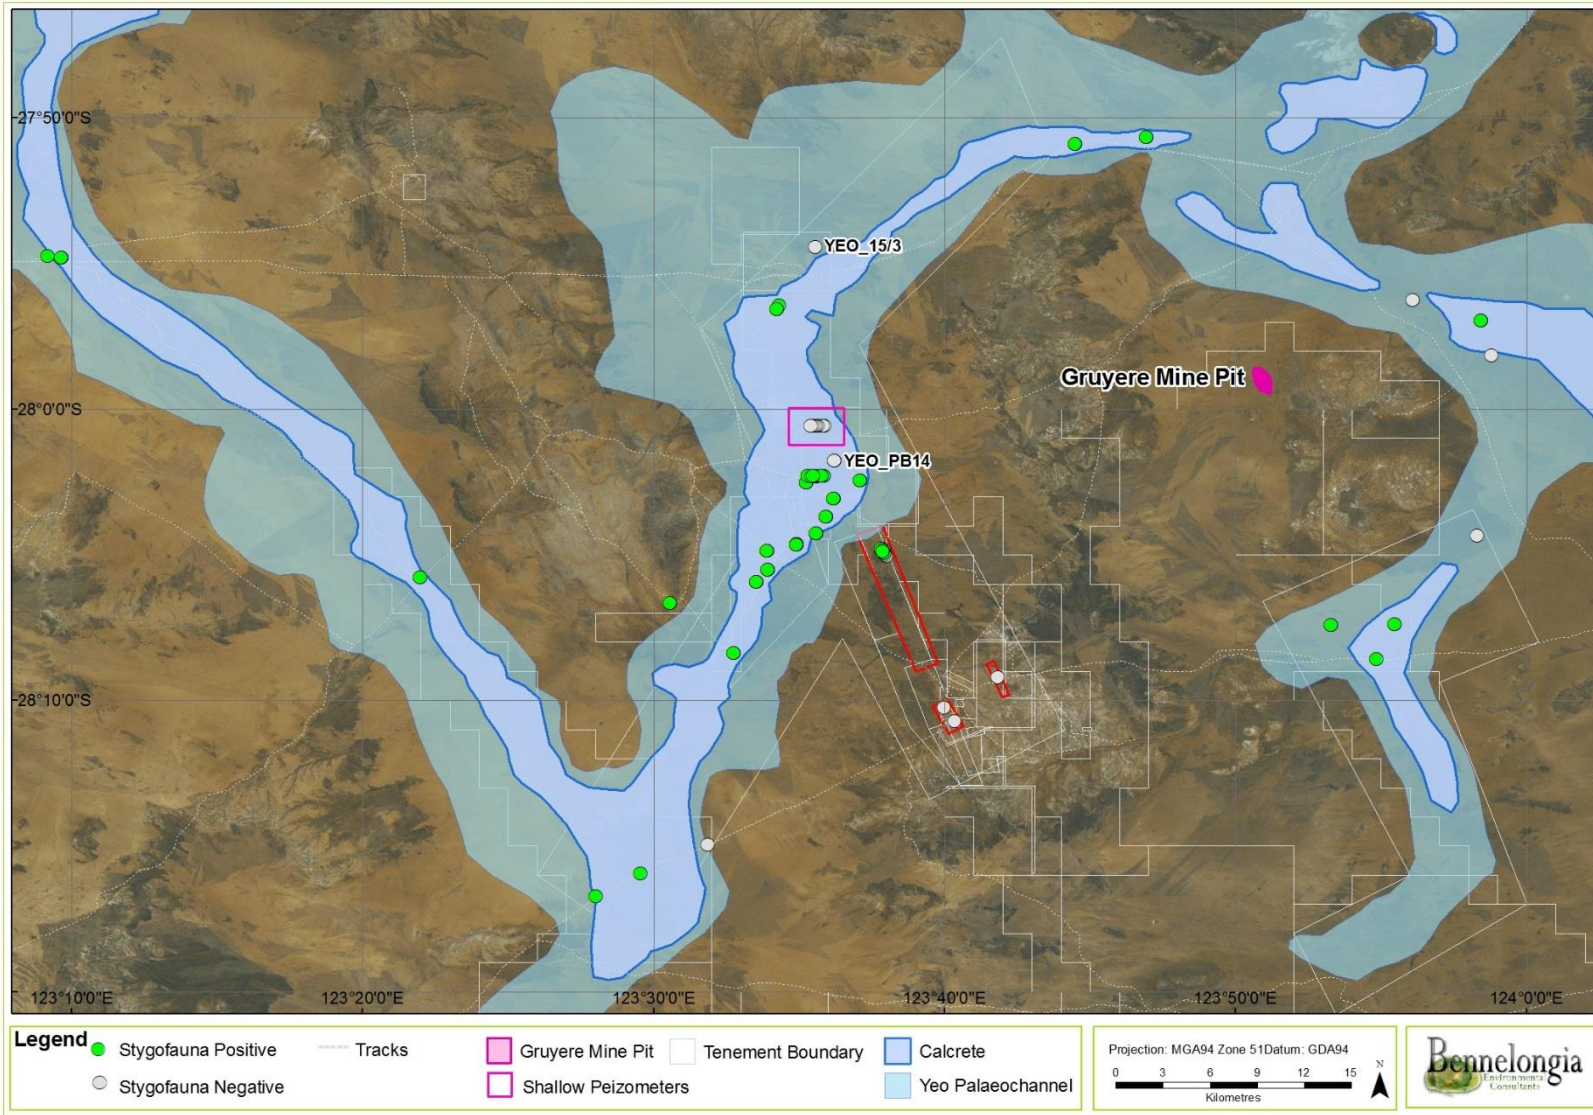 27°50'0"S
YEO_15/3
Gruyere Mine Pit
28°0'0"S
YEO_PB14
28°10'0"S
123°10'0"E
123°20'0"E
123°30'0"E
123°40'0"E
123°50'0"E
124°0'0"E
Legend
Stygofauna Positive
Tracks
Gruyere Mine Pit
Tenement Boundary
Calcrete
Stygofauna Negative
Shallow Peizometers
Yeo Palaeochannel
Projection: MGA94 Zone 51Datum: GDA94
0 3 6 9 12 15
Kilometres
N
Bennelongia
Environmental
Consultants